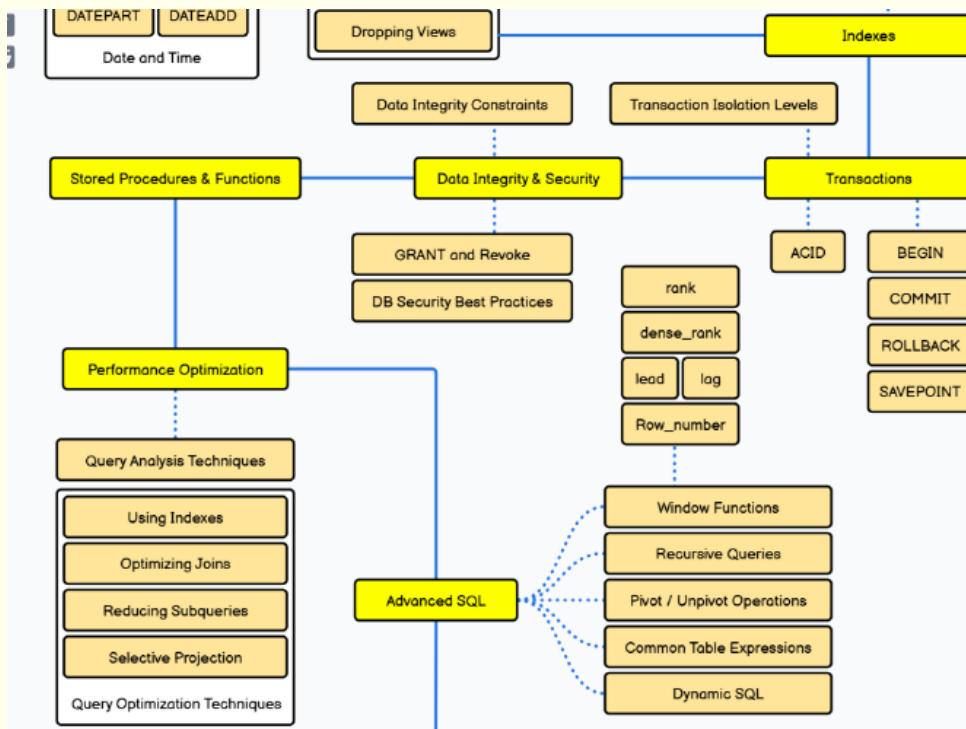 DATEPART
DATEADD
Date and Time
Dropping Views
Indexes
Data Integrity Constraints
Transaction Isolation Levels
Stored Procedures & Functions
Data Integrity & Security
Transactions
GRANT and Revoke
DB Security Best Practices
ACID
BEGIN
COMMIT
ROLLBACK
SAVEPOINT
rank
dense_rank
lead
lag
Row_number
Performance Optimization
Query Analysis Techniques
Using Indexes
Optimizing Joins
Reducing Subqueries
Selective Projection
Query Optimization Techniques
Advanced SQL
Window Functions
Recursive Queries
Pivot / Unpivot Operations
Common Table Expressions
Dynamic SQL